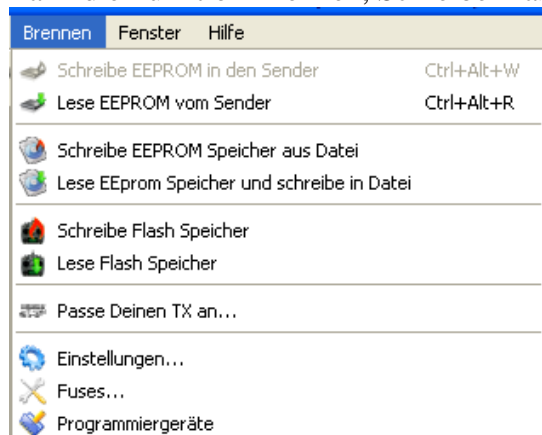 Brennen Fenster Hilfe
Schreibe EEPROM in den Sender Ctrl+Alt+W
Lese EEPROM vom Sender Ctrl+Alt+R
Schreibe EEPROM Speicher aus Datei
Lese EEprom Speicher und schreibe in Datei
Schreibe Flash Speicher
Lese Flash Speicher
Passe Deinen TX an...
Einstellungen...
Fuses...
Programmiergeräte